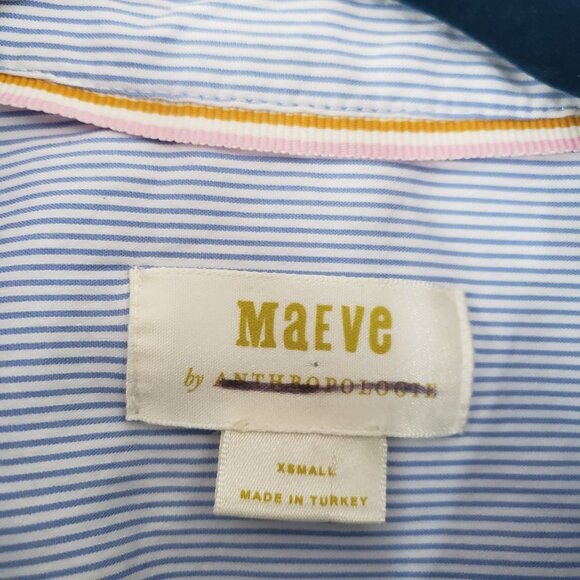 MaEVe
by ANTHROPOLOGIE
XSMALL
MADE IN TURKEY